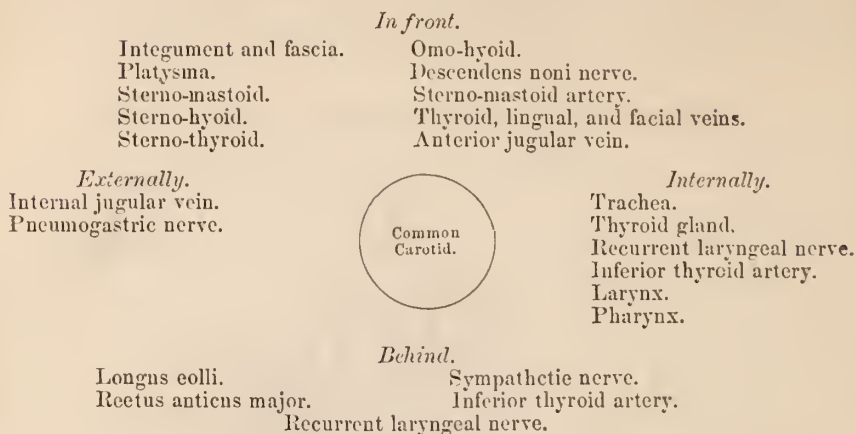 In front.
Integument and fascia. Omo-hyoid.
Platysma. Descendens noni nerve.
Sterno-mastoid. Sterno-mastoid artery.
Sterno-hyoid. Thyroid, lingual, and facial veins.
Sterno-thyroid. Anterior jugular vein.
Externally.
Internal jugular vein.
Pneumogastric nerve.
Common
Carotid.
Internally.
Trachea.
Thyroid gland.
Recurrent laryngeal nerve.
Inferior thyroid artery.
Larynx.
Pharynx.
Behind.
Longus colli. Sympathetic nerve.
Rectus anticus major. Inferior thyroid artery.
Recurrent laryngeal nerve.